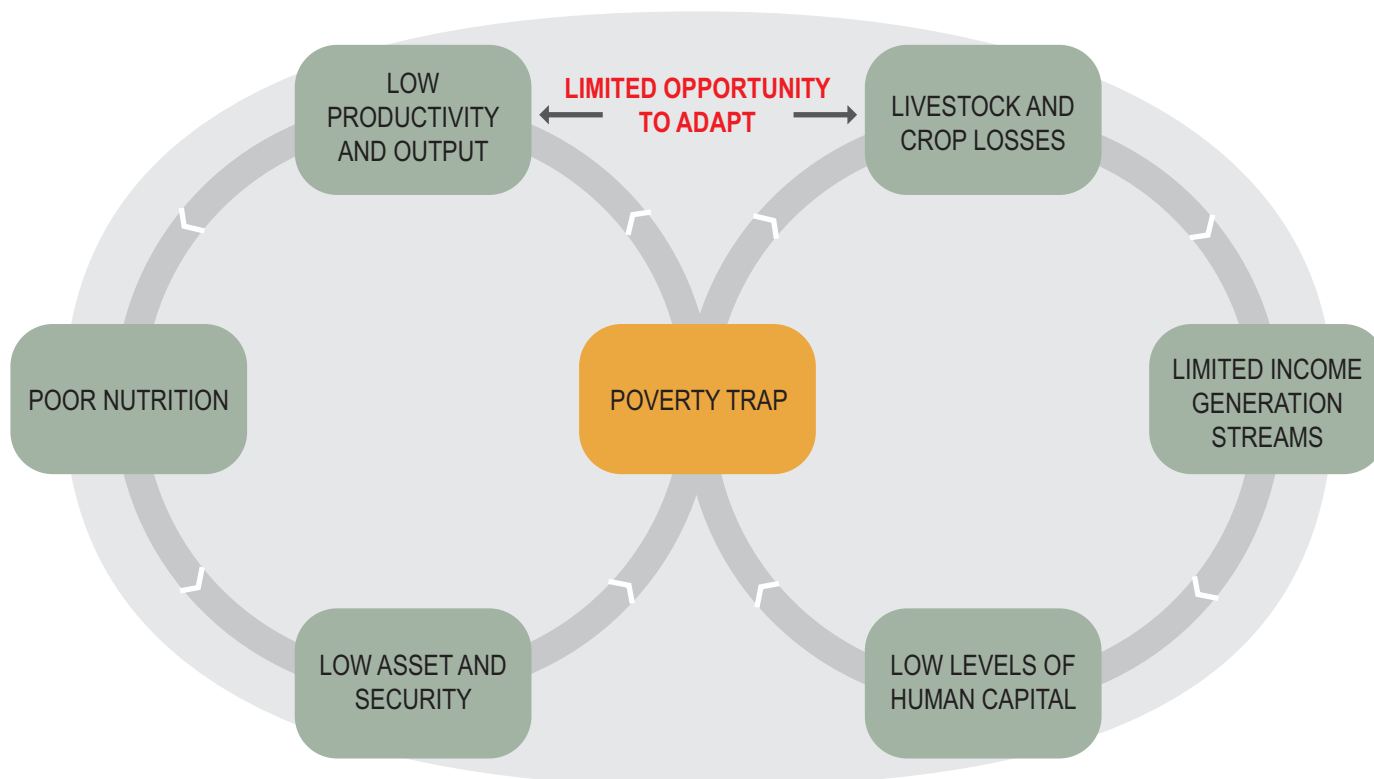 LOW
PRODUCTIVITY
AND OUTPUT
LIMITED OPPORTUNITY
TO ADAPT
LIVESTOCK AND
CROP LOSSES
POOR NUTRITION
POVERTY TRAP
LIMITED INCOME
GENERATION
STREAMS
LOW ASSET AND
SECURITY
LOW LEVELS OF
HUMAN CAPITAL